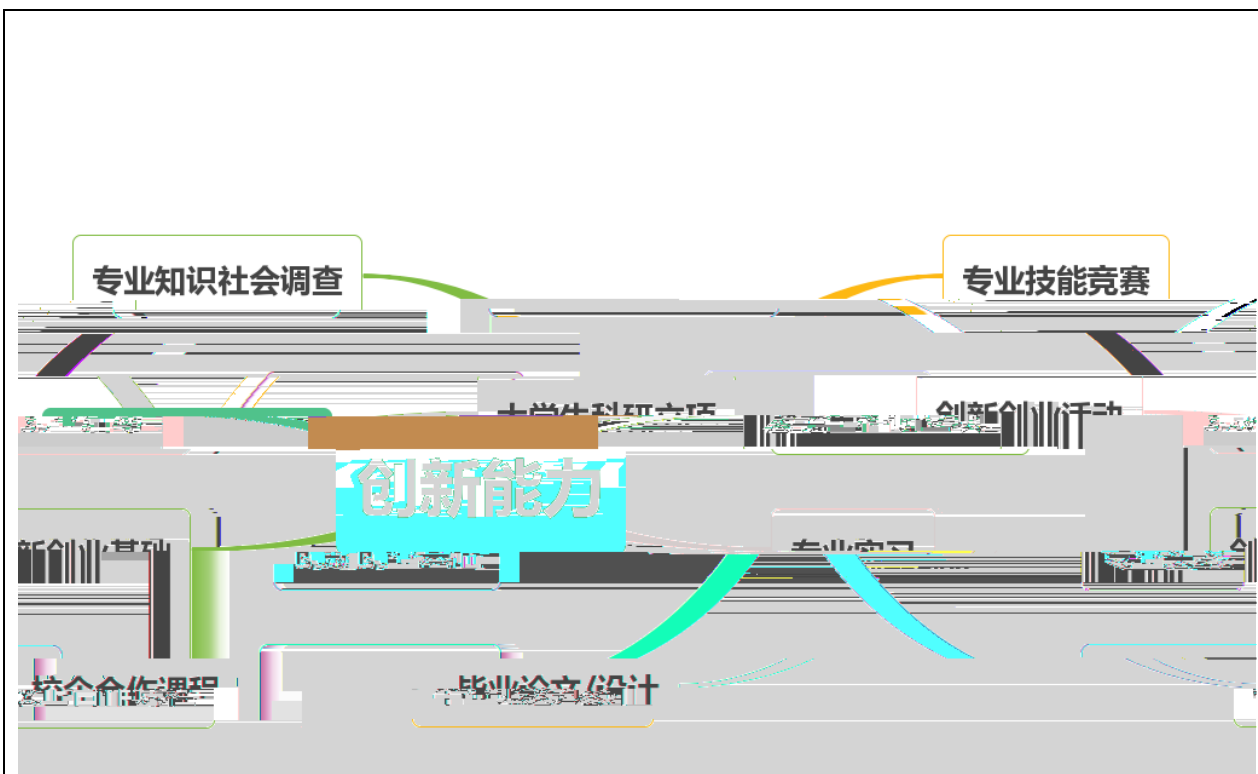 专业知识社会调查
专业技能竞赛
大学生科研立项
创新创业活动
创新能力
新创业基础
专业实习
校企合作课程
毕业论文/设计